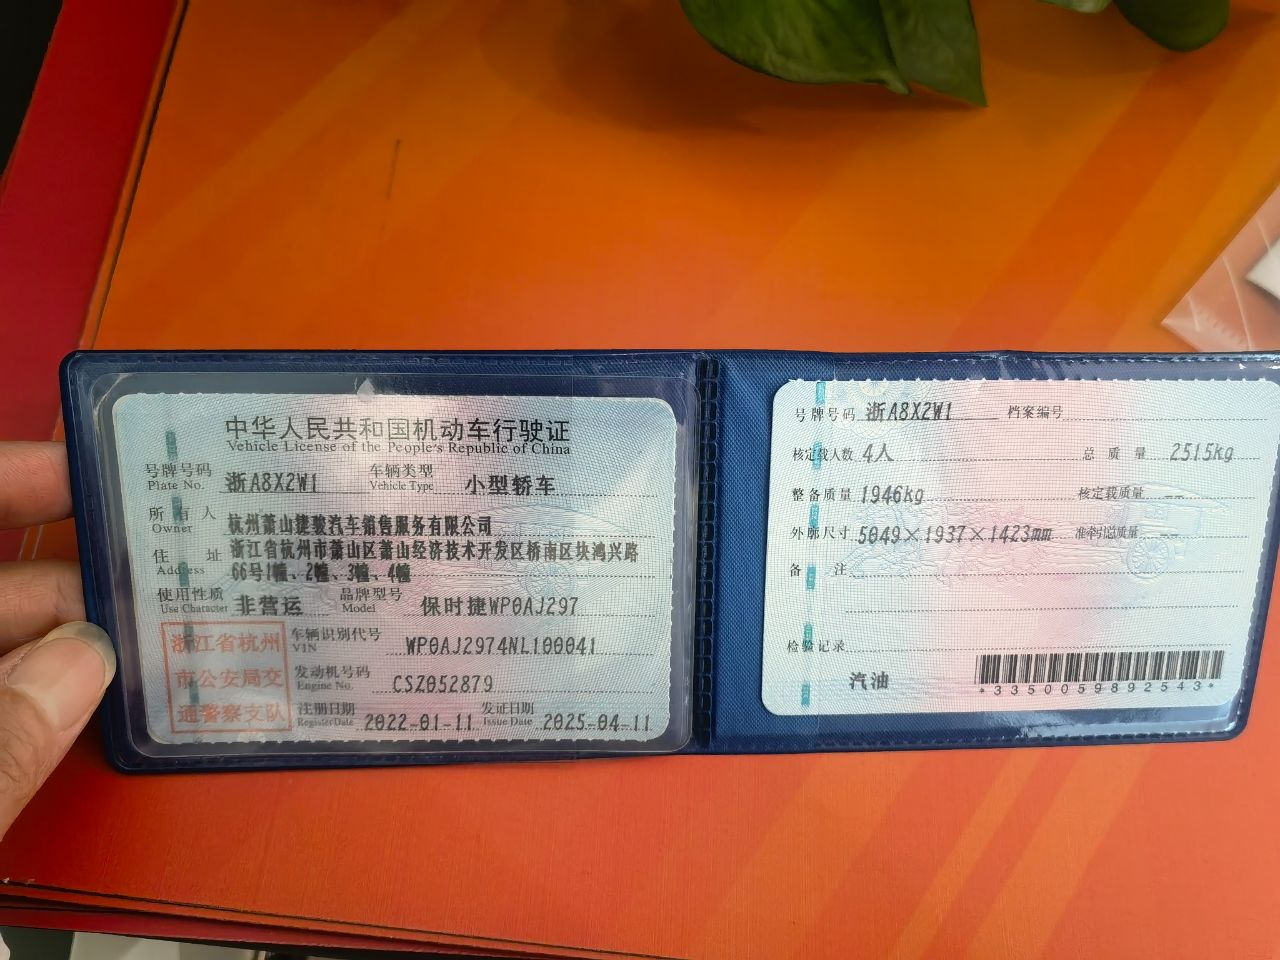 中华人民共和国机动车行驶证
Vehicle License of the People's Republic of China
号牌号码 浙A8X2W1 车辆类型 小型轿车
Plate No. Vehicle Type
所有人 杭州萧山捷骏汽车销售服务有限公司
Owner
住址 浙江省杭州市萧山区萧山经济技术开发区桥南区块鸿兴路
Address 66号1幢、2幢、3幢、4幢
使用性质 非营运 品牌型号 保时捷WP0AJ297
Use Character Model
浙江省杭州
市公安局交
通警察支队
车辆识别代号 WP0AJ2974NL100041
VIN
发动机号码 CSZ052879
Engine No.
注册日期 2022-01-11 发证日期 2025-04-11
Register Date Issue Date
号牌号码 浙A8X2W1 档案编号
核定载人数 4人 总质量 2515kg
整备质量 1946kg 核定载质量 --
外廓尺寸 5049×1937×1423mm 准牵引总质量 --
备注
检验记录
汽油
*3350059892543*